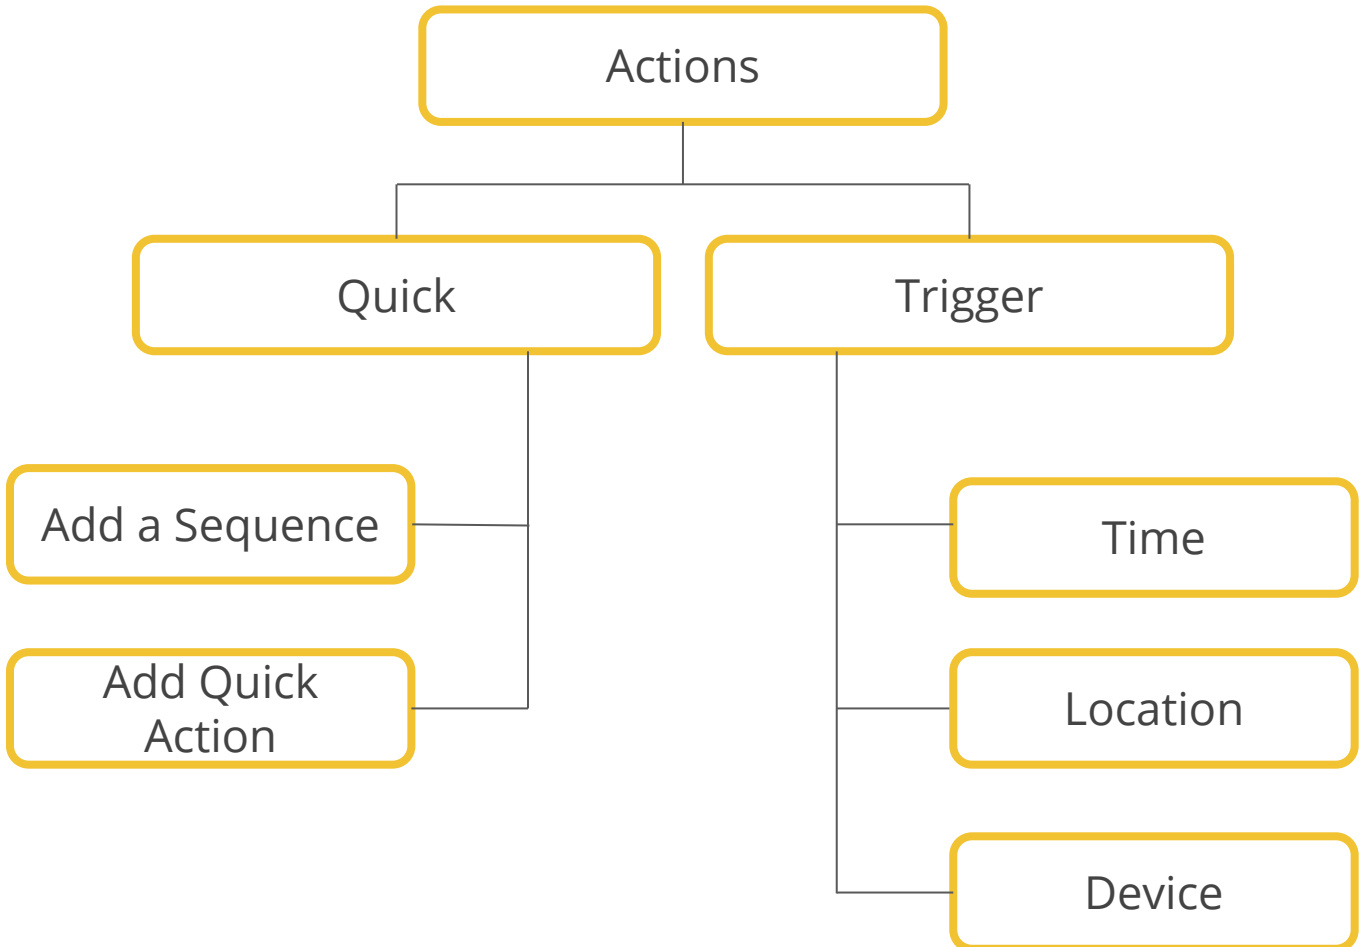 Actions
Quick
Trigger
Add a Sequence
Time
Add Quick
Action
Location
Device